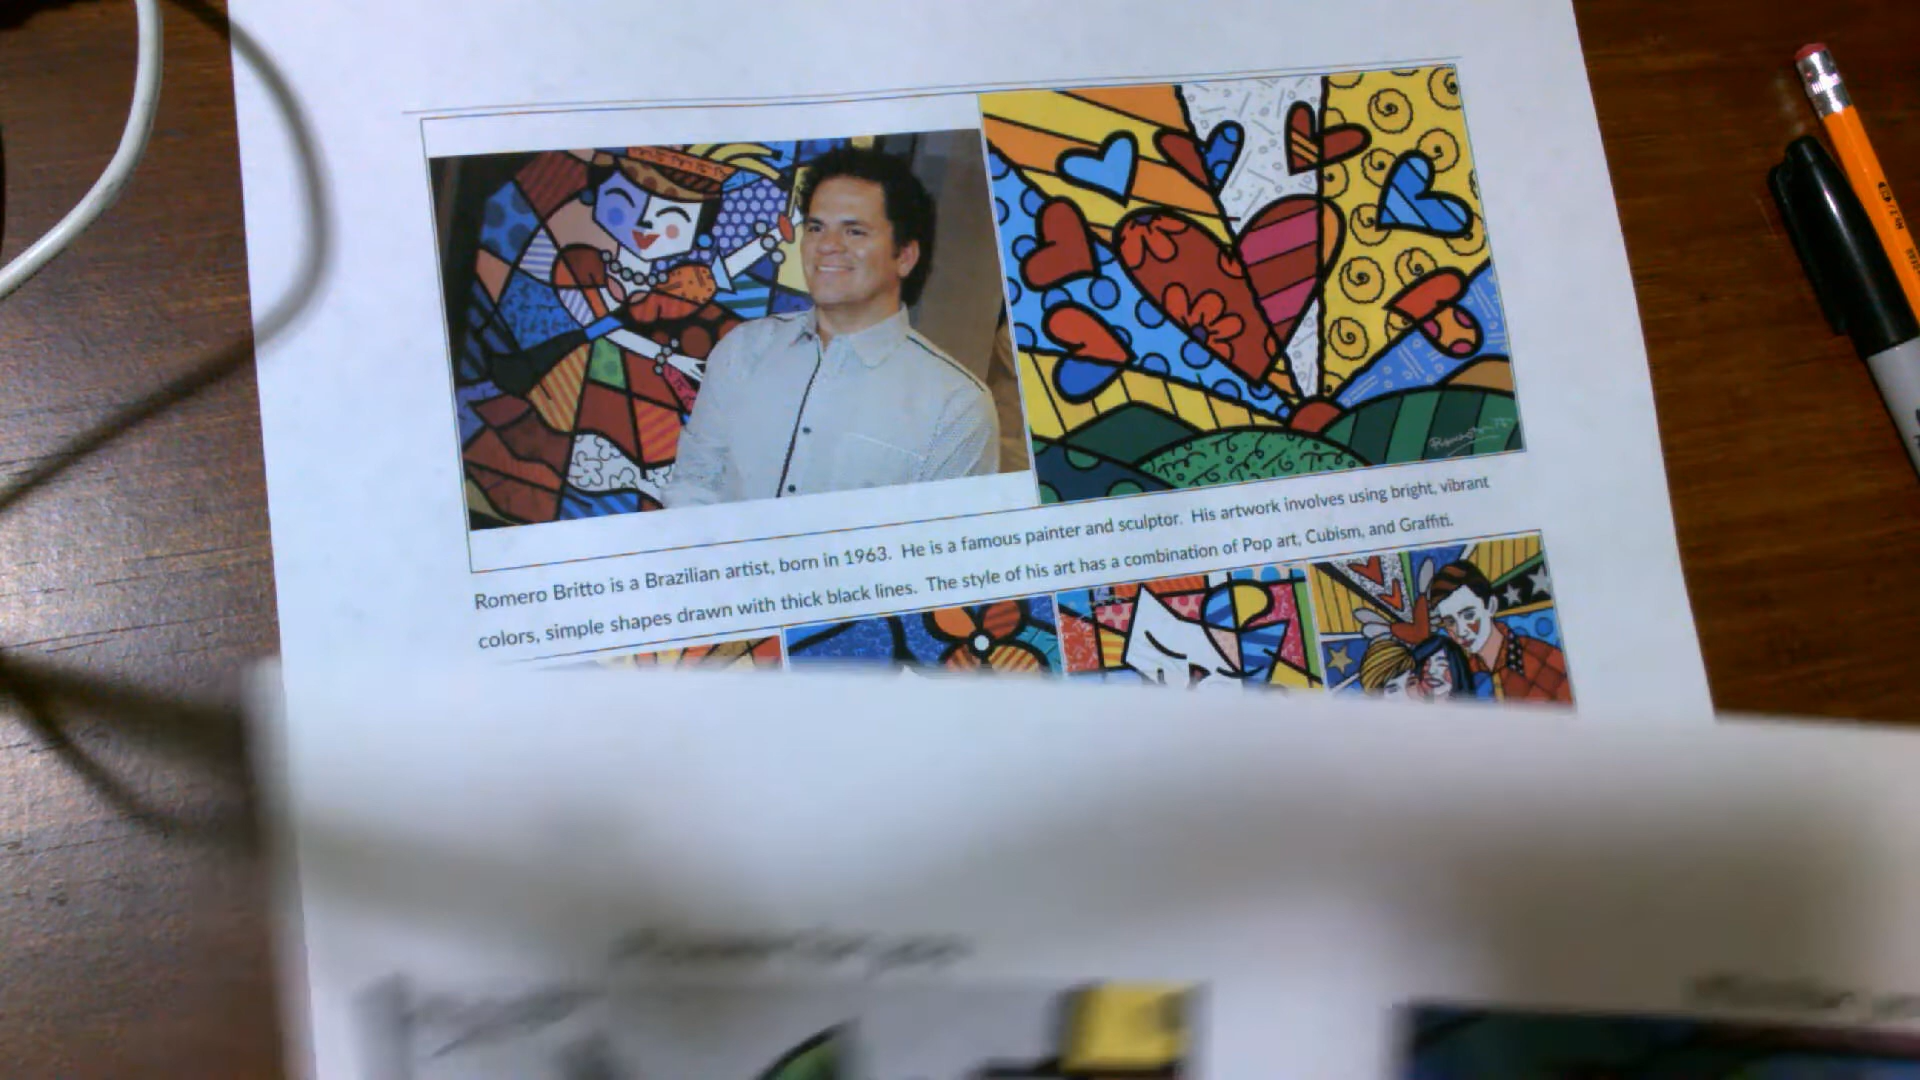 Romero Britto is a Brazilian artist, born in 1963. He is a famous painter and sculptor. His artwork involves using bright, vibrant
colors, simple shapes drawn with thick black lines. The style of his art has a combination of Pop art, Cubism, and Graffiti.